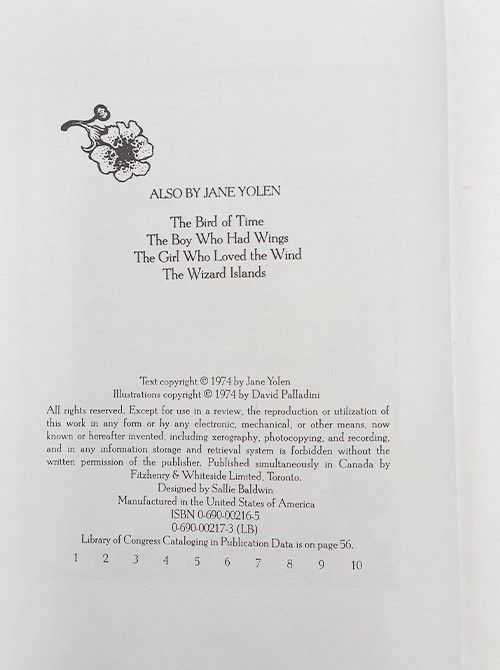 ALSO BY JANE YOLEN
The Bird of Time
The Boy Who Had Wings
The Girl Who Loved the Wind
The Wizard Islands
Text copyright © 1974 by Jane Yolen
Illustrations copyright © 1974 by David Palladini
All rights reserved. Except for use in a review, the reproduction or utilization of
this work in any form or by any electronic, mechanical, or other means, now
known or hereafter invented, including xerography, photocopying, and recording,
and in any information storage and retrieval system is forbidden without the
written permission of the publisher. Published simultaneously in Canada by
Fitzhenry & Whiteside Limited, Toronto.
Designed by Sallie Baldwin
Manufactured in the United States of America
ISBN 0-690-00216-5
0-690-00217-3 (LB)
Library of Congress Cataloging in Publication Data is on page 56.
1 2 3 4 5 6 7 8 9 10